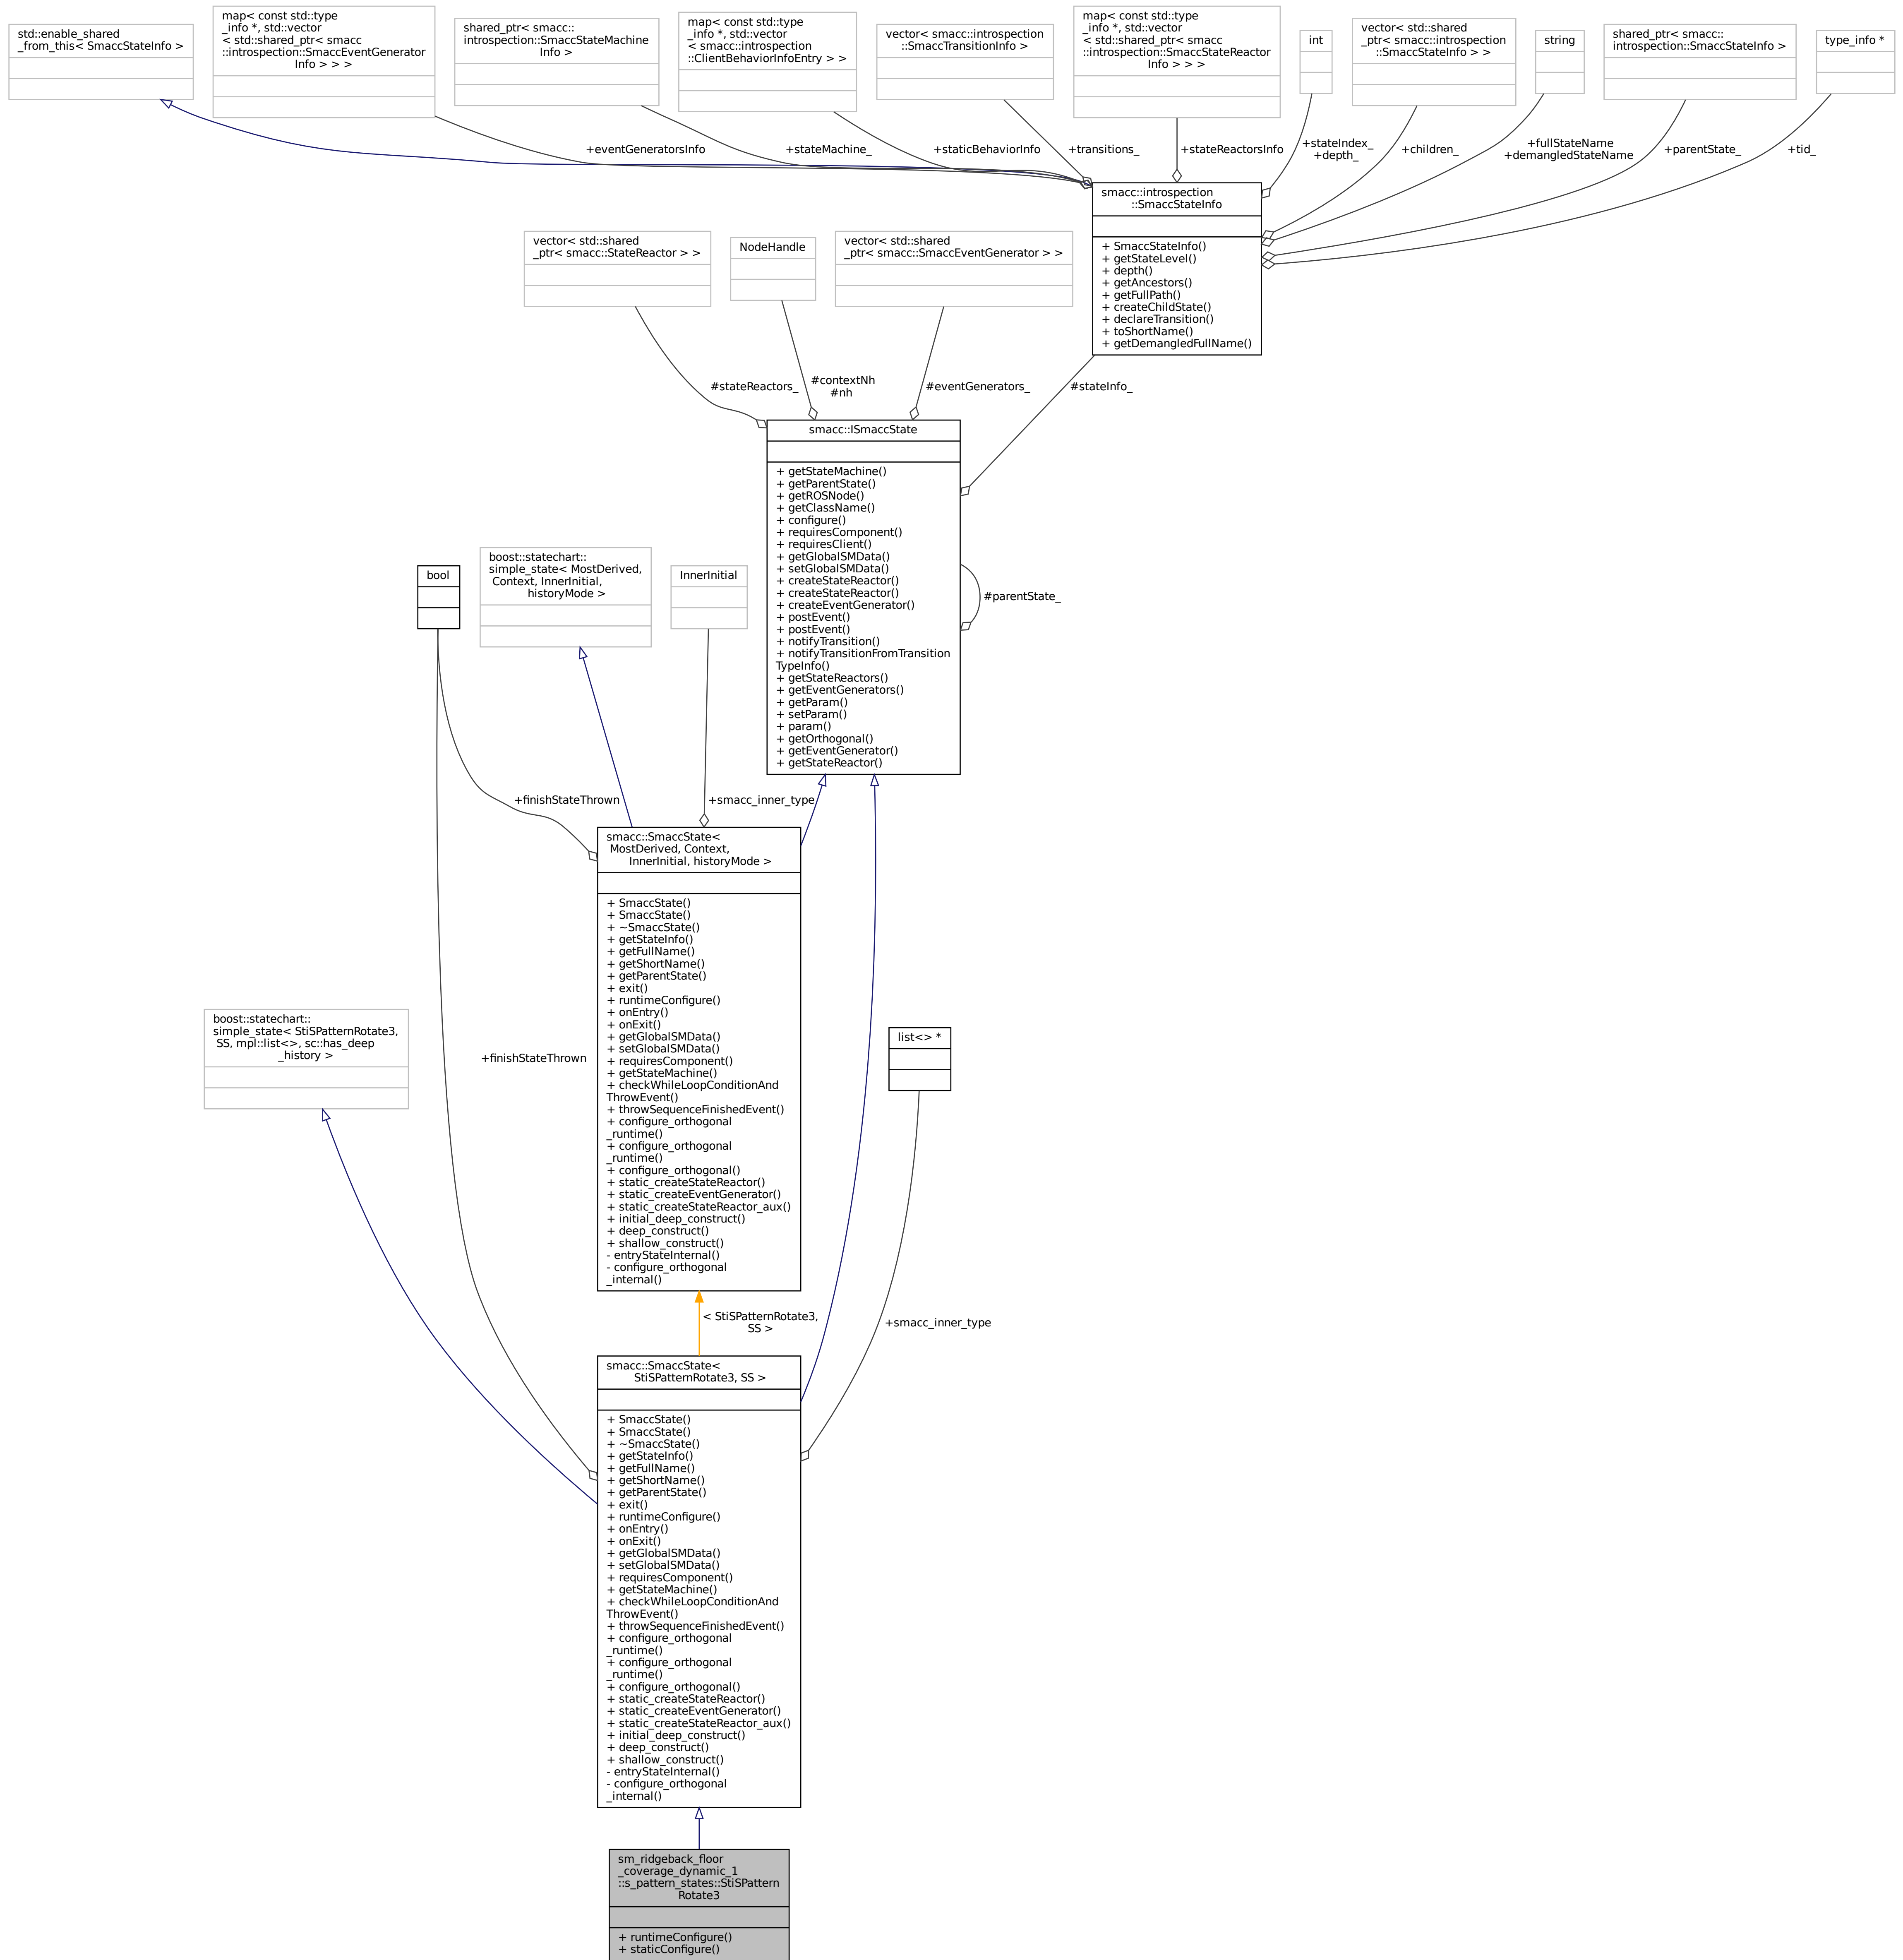 std::enable_shared
_from_this< SmaccStateInfo >
map< const std::type
_info *, std::vector
< std::shared_ptr< smacc
::introspection::SmaccEventGenerator
Info > > >
shared_ptr< smacc::
introspection::SmaccStateMachine
Info >
map< const std::type
_info *, std::vector
< smacc::introspection
::ClientBehaviorInfoEntry > >
vector< smacc::introspection
::SmaccTransitionInfo >
map< const std::type
_info *, std::vector
< std::shared_ptr< smacc
::introspection::SmaccStateReactor
Info > > >
int
vector< std::shared
_ptr< smacc::introspection
::SmaccStateInfo > >
string
shared_ptr< smacc::
introspection::SmaccStateInfo >
type_info *
+eventGeneratorsInfo
+stateMachine_
+staticBehaviorInfo
+transitions_
+stateReactorsInfo
+stateIndex_
+depth_
+children_
+fullStateName
+demangledStateName
+parentState_
+tid_
smacc::introspection
::SmaccStateInfo
+ SmaccStateInfo()
+ getStateLevel()
+ depth()
+ getAncestors()
+ getFullPath()
+ createChildState()
+ declareTransition()
+ toShortName()
+ getDemangledFullName()
vector< std::shared
_ptr< smacc::StateReactor > >
NodeHandle
vector< std::shared
_ptr< smacc::SmaccEventGenerator > >
#stateReactors_
#contextNh
#nh
#eventGenerators_
#stateInfo_
smacc::ISmaccState
+ getStateMachine()
+ getParentState()
+ getROSNode()
+ getClassName()
+ configure()
+ requiresComponent()
+ requiresClient()
+ getGlobalSMData()
+ setGlobalSMData()
+ createStateReactor()
+ createStateReactor()
+ createEventGenerator()
+ postEvent()
+ postEvent()
+ notifyTransition()
+ notifyTransitionFromTransition
TypeInfo()
+ getStateReactors()
+ getEventGenerators()
+ getParam()
+ setParam()
+ param()
+ getOrthogonal()
+ getEventGenerator()
+ getStateReactor()
#parentState_
bool
boost::statechart::
simple_state< MostDerived,
Context, InnerInitial,
historyMode >
InnerInitial
+finishStateThrown
+smacc_inner_type
smacc::SmaccState<
MostDerived, Context,
InnerInitial, historyMode >
+ SmaccState()
+ SmaccState()
+ ~SmaccState()
+ getStateInfo()
+ getFullName()
+ getShortName()
+ getParentState()
+ exit()
+ runtimeConfigure()
+ onEntry()
+ onExit()
+ getGlobalSMData()
+ setGlobalSMData()
+ requiresComponent()
+ getStateMachine()
+ checkWhileLoopConditionAnd
ThrowEvent()
+ throwSequenceFinishedEvent()
+ configure_orthogonal
_runtime()
+ configure_orthogonal
_runtime()
+ configure_orthogonal()
+ static_createStateReactor()
+ static_createEventGenerator()
+ static_createStateReactor_aux()
+ initial_deep_construct()
+ deep_construct()
+ shallow_construct()
- entryStateInternal()
- configure_orthogonal
_internal()
boost::statechart::
simple_state< StiSPatternRotate3,
SS, mpl::list<>, sc::has_deep
_history >
+finishStateThrown
list<> *
< StiSPatternRotate3,
SS >
+smacc_inner_type
smacc::SmaccState<
StiSPatternRotate3, SS >
+ SmaccState()
+ SmaccState()
+ ~SmaccState()
+ getStateInfo()
+ getFullName()
+ getShortName()
+ getParentState()
+ exit()
+ runtimeConfigure()
+ onEntry()
+ onExit()
+ getGlobalSMData()
+ setGlobalSMData()
+ requiresComponent()
+ getStateMachine()
+ checkWhileLoopConditionAnd
ThrowEvent()
+ throwSequenceFinishedEvent()
+ configure_orthogonal
_runtime()
+ configure_orthogonal
_runtime()
+ configure_orthogonal()
+ static_createStateReactor()
+ static_createEventGenerator()
+ static_createStateReactor_aux()
+ initial_deep_construct()
+ deep_construct()
+ shallow_construct()
- entryStateInternal()
- configure_orthogonal
_internal()
sm_ridgeback_floor
_coverage_dynamic_1
::s_pattern_states::StiSPattern
Rotate3
+ runtimeConfigure()
+ staticConfigure()